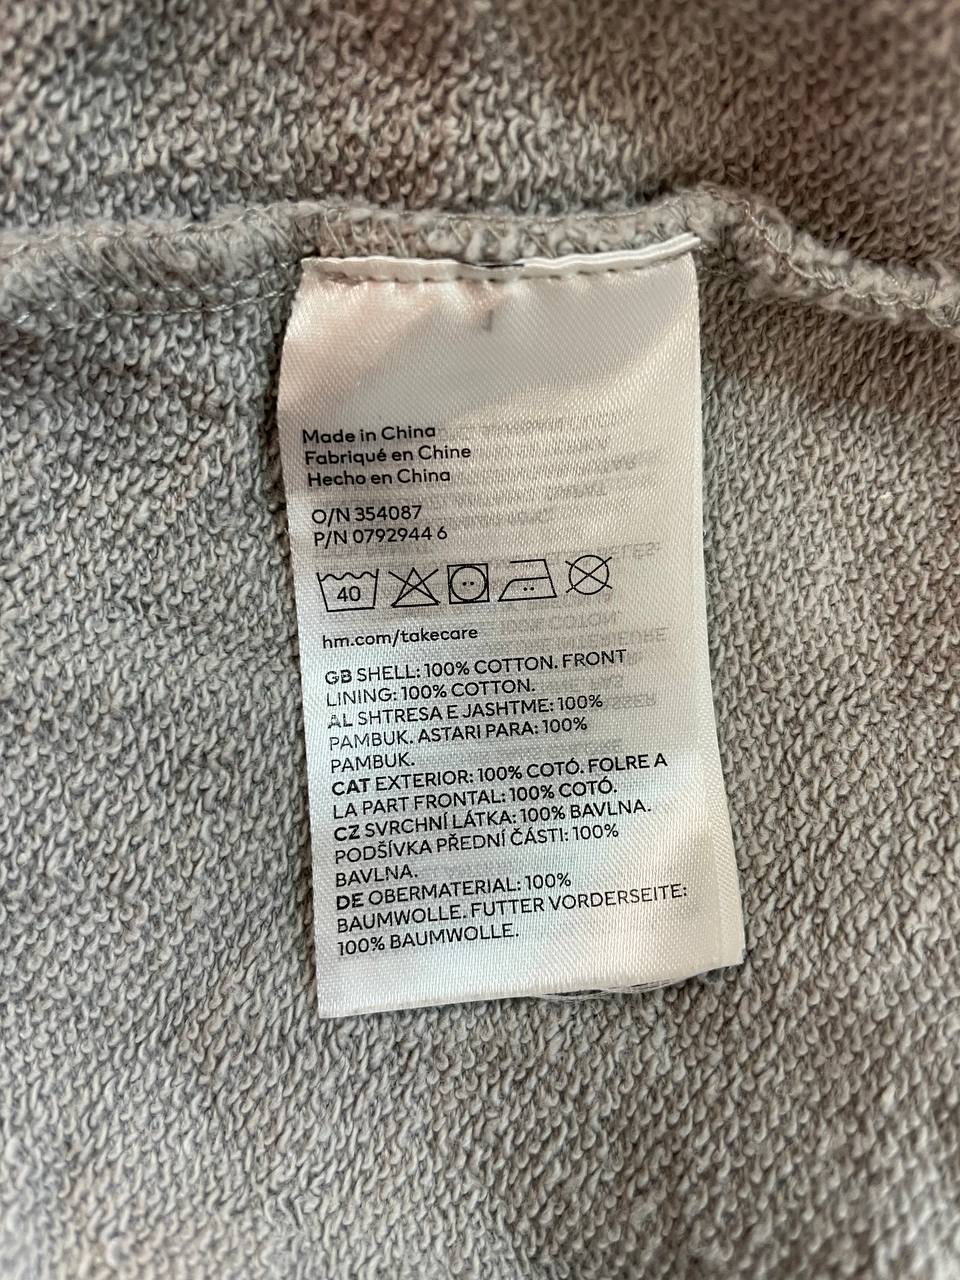 Made in China
Fabriqué en Chine
Hecho en China
O/N 354087
P/N 0792944 6
40
hm.com/takecare
GB SHELL: 100% COTTON. FRONT
LINING: 100% COTTON.
AL SHTRESA E JASHTME: 100%
PAMBUK. ASTARI PARA: 100%
PAMBUK.
CAT EXTERIOR: 100% COTÓ. FOLRE A
LA PART FRONTAL: 100% COTÓ.
CZ SVRCHNÍ LÁTKA: 100% BAVLNA.
PODŠÍVKA PŘEDNÍ ČÁSTI: 100%
BAVLNA.
DE OBERMATERIAL: 100%
BAUMWOLLE. FUTTER VORDERSEITE:
100% BAUMWOLLE.